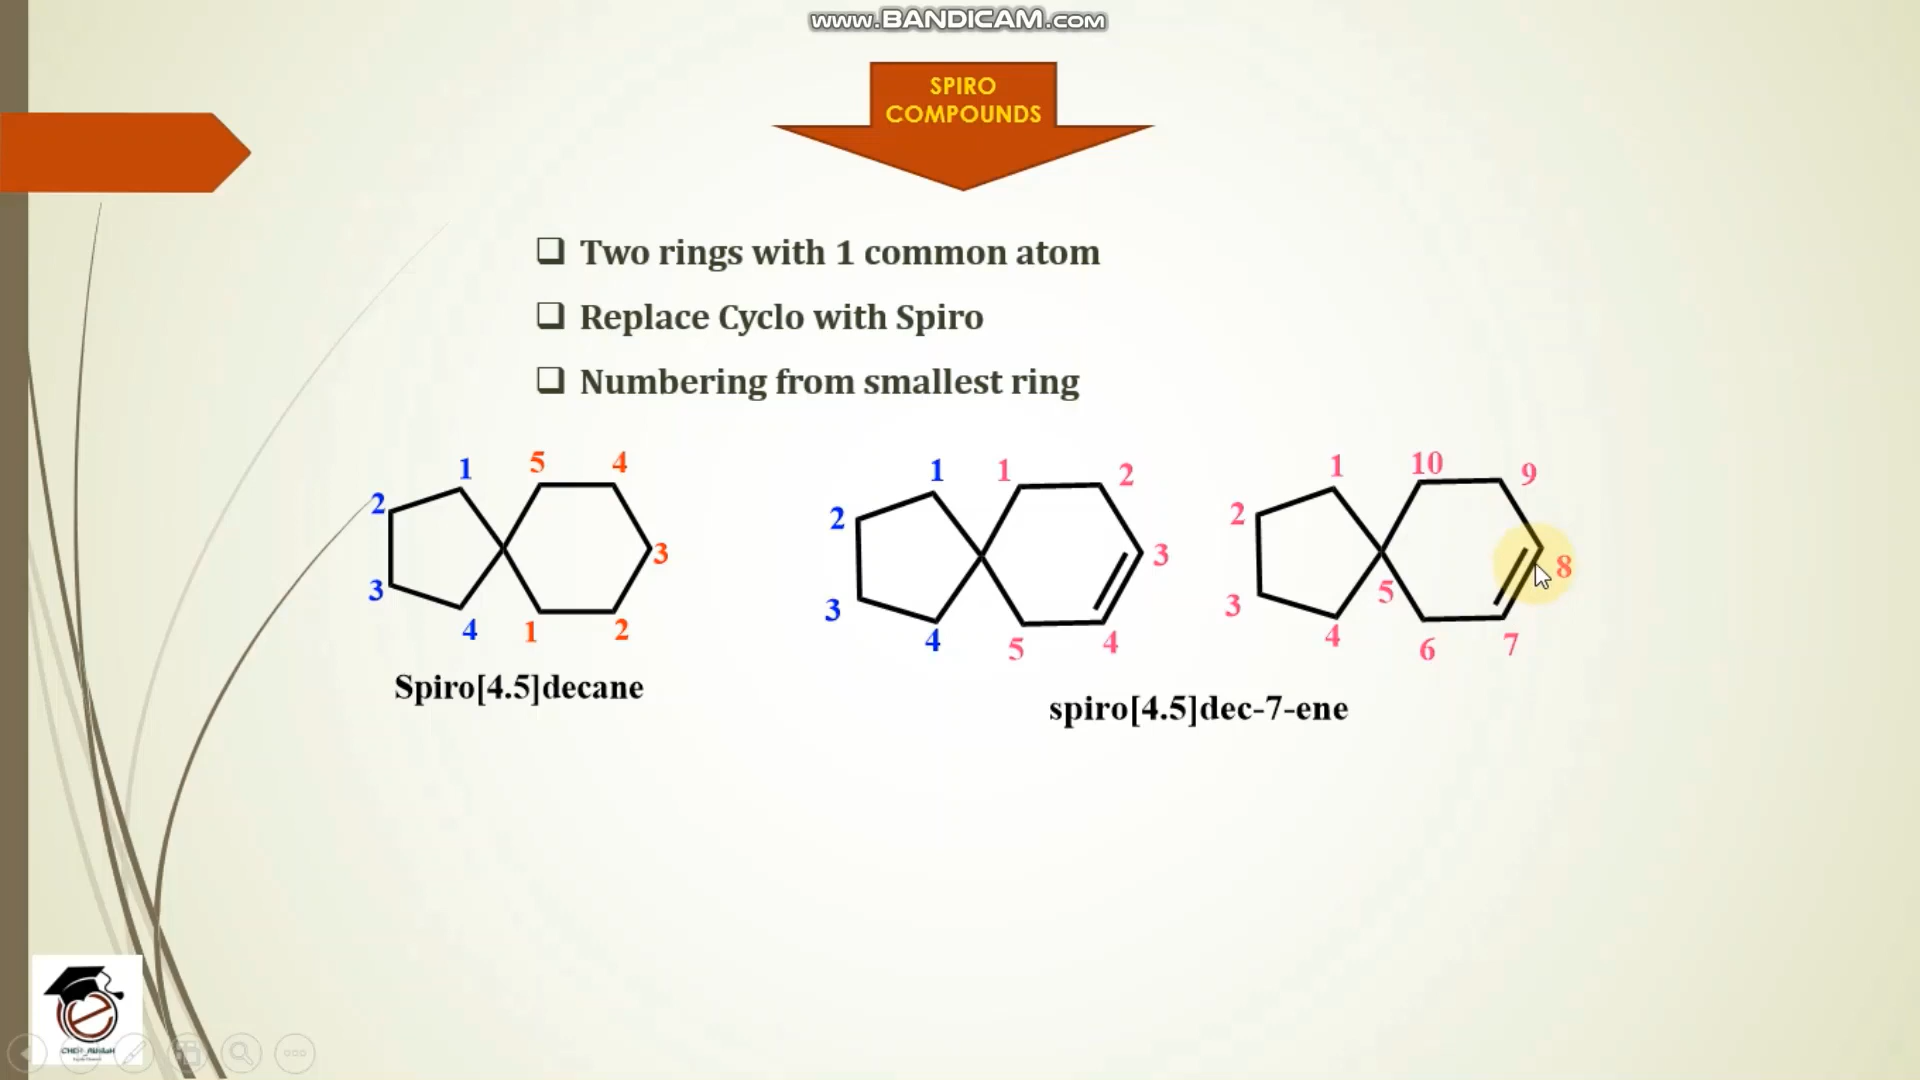 www.BANDICAM.com
SPIRO
COMPOUNDS
Two rings with 1 common atom
Replace Cyclo with Spiro
Numbering from smallest ring
1 5 4
2
3
3
4 1 2
Spiro[4.5]decane
1 1 2
2
3
3
4 5 4
1 10 9
2
8
3 5
4 6 7
spiro[4.5]dec-7-ene